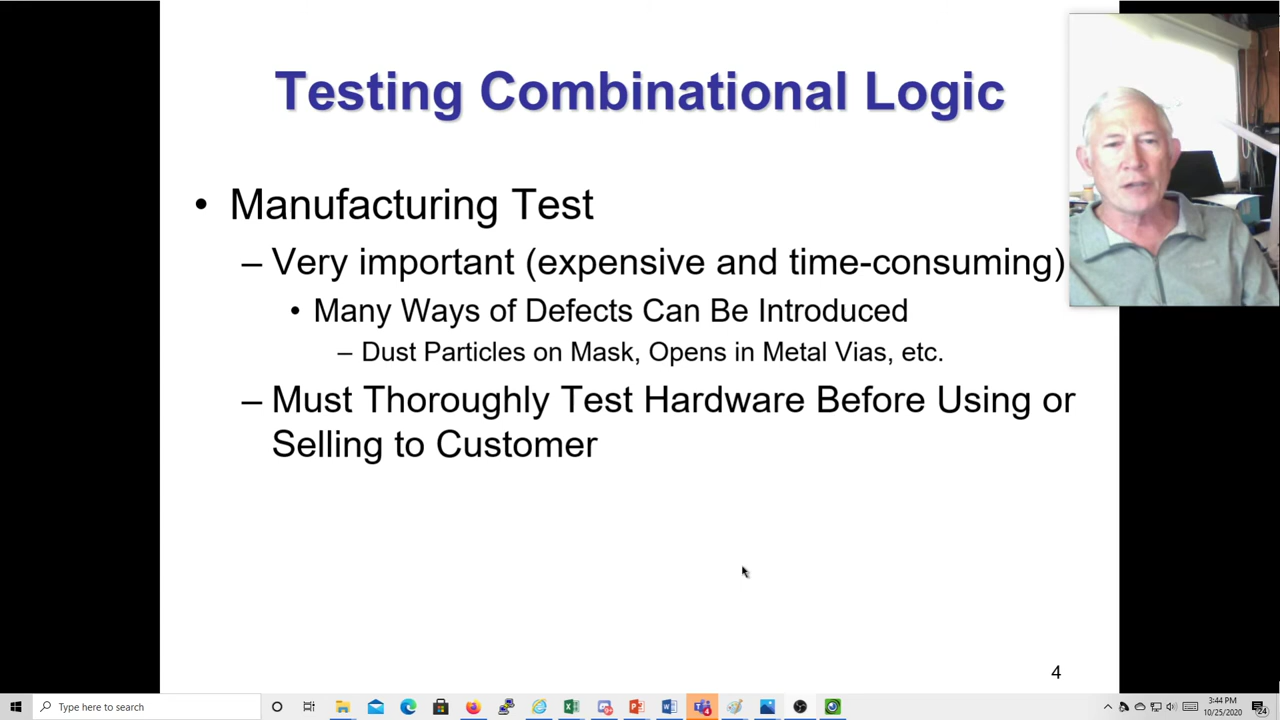 Testing Combinational Logic
• Manufacturing Test
– Very important (expensive and time-consuming)
• Many Ways of Defects Can Be Introduced
– Dust Particles on Mask, Opens in Metal Vias, etc.
– Must Thoroughly Test Hardware Before Using or
Selling to Customer
4
Type here to search
3:44 PM
10/25/2020
24